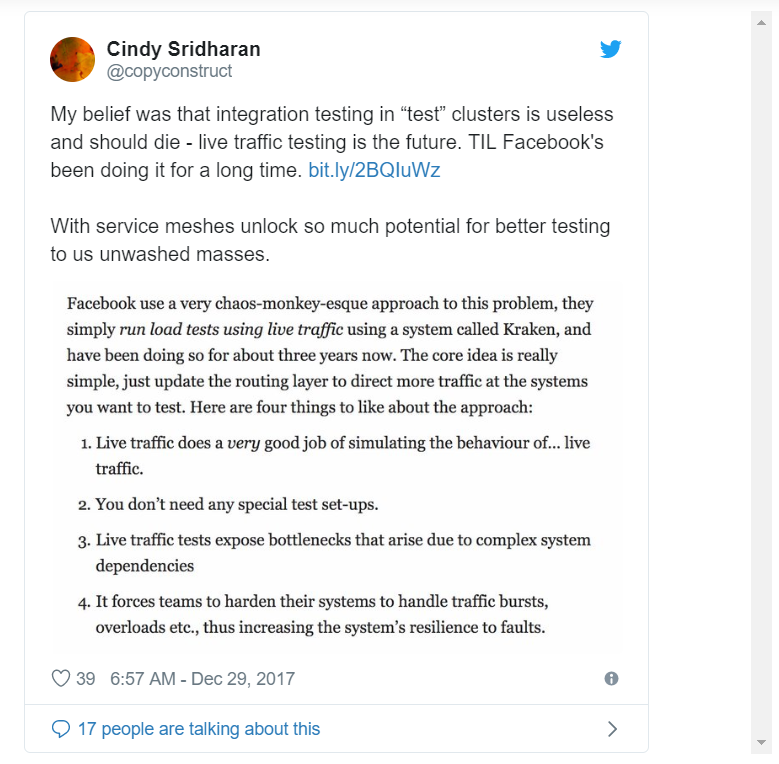 Cindy Sridharan
@copyconstruct
My belief was that integration testing in “test” clusters is useless
and should die - live traffic testing is the future. TIL Facebook's
been doing it for a long time. bit.ly/2BQIuWz
With service meshes unlock so much potential for better testing
to us unwashed masses.
Facebook use a very chaos-monkey-esque approach to this problem, they
simply run load tests using live traffic using a system called Kraken, and
have been doing so for about three years now. The core idea is really
simple, just update the routing layer to direct more traffic at the systems
you want to test. Here are four things to like about the approach:
1. Live traffic does a very good job of simulating the behaviour of... live
traffic.
2. You don’t need any special test set-ups.
3. Live traffic tests expose bottlenecks that arise due to complex system
dependencies
4. It forces teams to harden their systems to handle traffic bursts,
overloads etc., thus increasing the system’s resilience to faults.
39 6:57 AM - Dec 29, 2017
17 people are talking about this